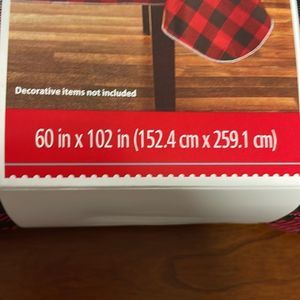 Decorative items not included
60 in x 102 in (152.4 cm x 259.1 cm)